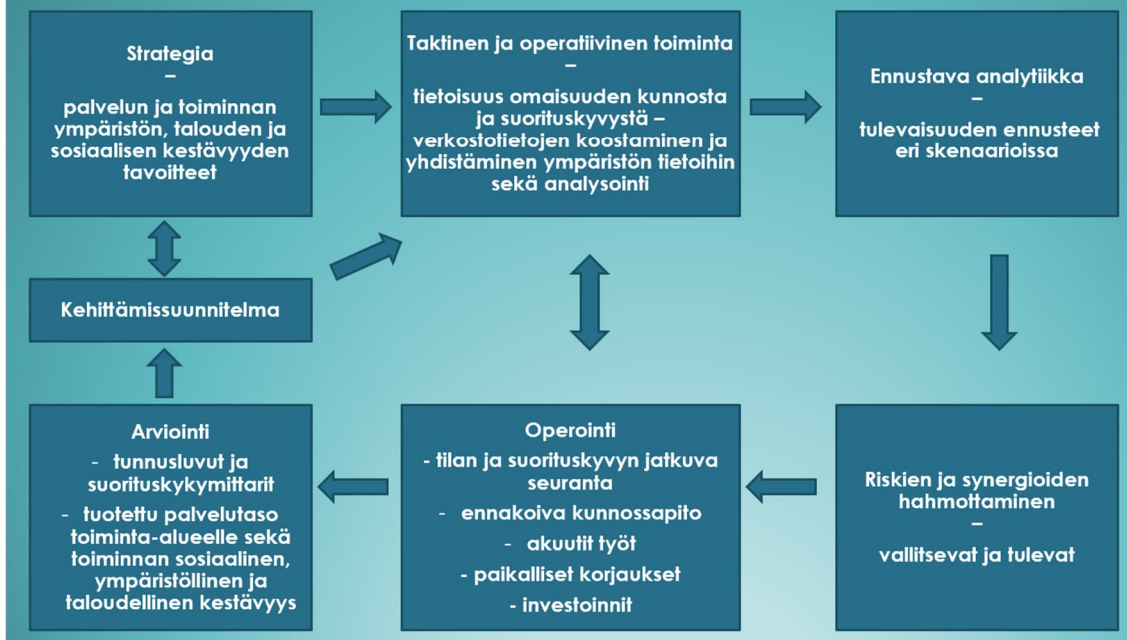 Strategia
–
palvelun ja toiminnan
ympäristön, talouden ja
sosiaalisen kestävyyden
tavoitteet
Taktinen ja operatiivinen toiminta
–
tietoisuus omaisuuden kunnosta
ja suorituskyvystä –
verkostotietojen koostaminen ja
yhdistäminen ympäristön tietoihin
sekä analysointi
Ennustava analytiikka
–
tulevaisuuden ennusteet
eri skenaarioissa
Kehittämissuunnitelma
Arviointi
- tunnusluvut ja
suorituskykymittarit
- tuotettu palvelutaso
toiminta-alueelle sekä
toiminnan sosiaalinen,
ympäristöllinen ja
taloudellinen kestävyys
Operointi
- tilan ja suorituskyvyn jatkuva
seuranta
- ennakoiva kunnossapito
- akuutit työt
- paikalliset korjaukset
- investoinnit
Riskien ja synergioiden
hahmottaminen
–
vallitsevat ja tulevat